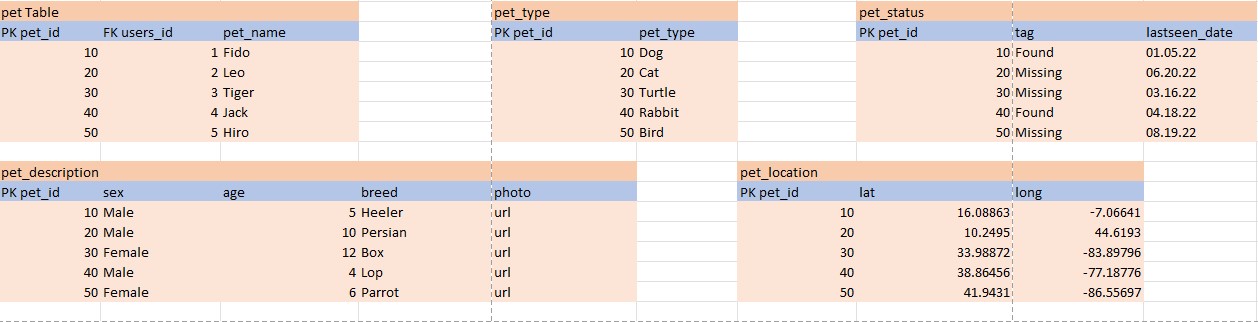 pet Table pet_type pet_status
PK pet_id FK users_id pet_name PK pet_id pet_type PK pet_id tag lastseen_date
10 1 Fido 10 Dog 10 Found 01.05.22
20 2 Leo 20 Cat 20 Missing 06.20.22
30 3 Tiger 30 Turtle 30 Missing 03.16.22
40 4 Jack 40 Rabbit 40 Found 04.18.22
50 5 Hiro 50 Bird 50 Missing 08.19.22
pet_description pet_location
PK pet_id sex age breed photo PK pet_id lat long
10 Male 5 Heeler url 10 16.08863 -7.06641
20 Male 10 Persian url 20 10.2495 44.6193
30 Female 12 Box url 30 33.98872 -83.89796
40 Male 4 Lop url 40 38.86456 -77.18776
50 Female 6 Parrot url 50 41.9431 -86.55697